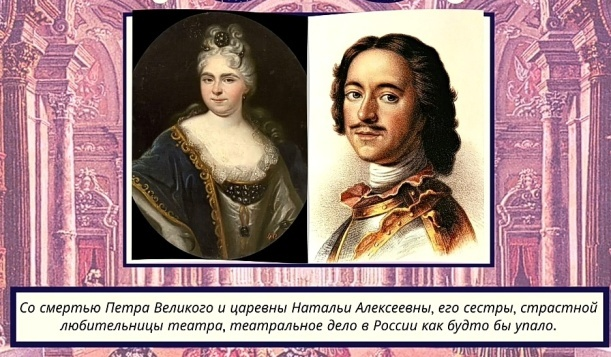 Со смертью Петра Великого и царевны Натальи Алексеевны, его сестры, страстной
любительницы театра, театральное дело в России как будто бы упало.